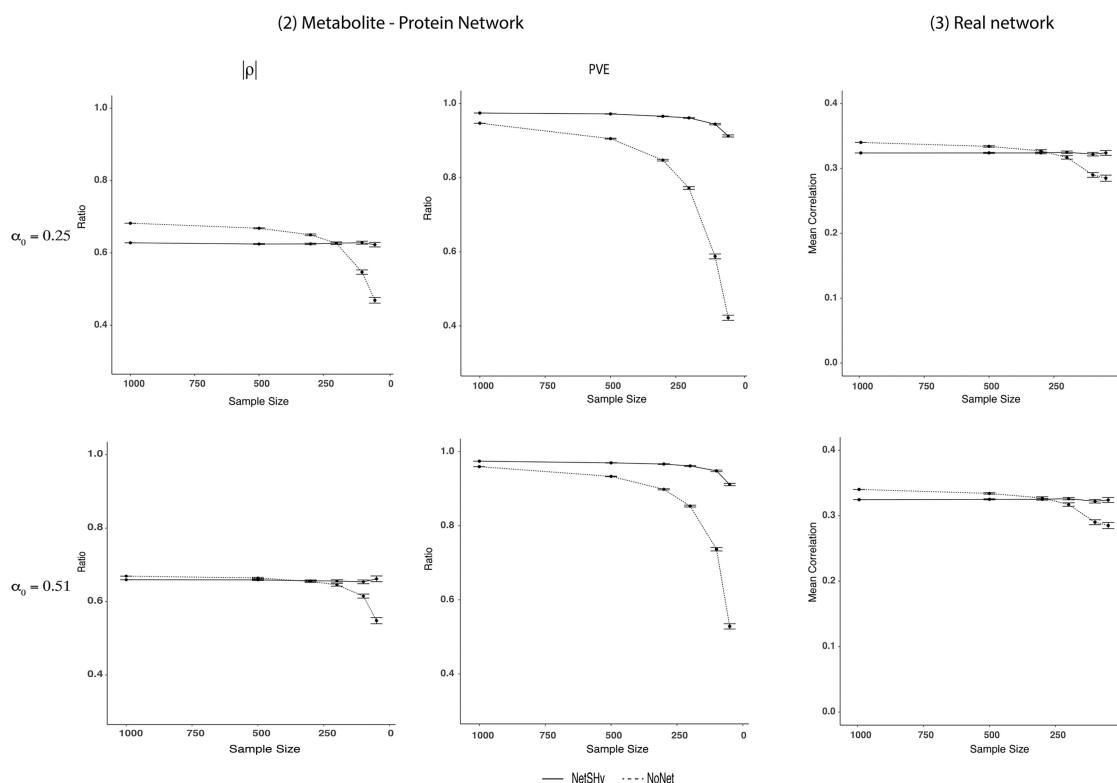 (2) Metabolite - Protein Network
(3) Real network
|ρ|
PVE
α0 = 0.25
Ratio
1.0
0.8
0.6
0.4
1000
750
500
250
0
Sample Size
Ratio
1.0
0.8
0.6
0.4
1000
750
500
250
0
Sample Size
Mean Correlation
0.4
0.3
0.1
0.0
1000
500
250
Sample Size
α0 = 0.51
Ratio
1.0
0.8
0.6
0.4
1000
750
500
250
0
Sample Size
Ratio
1.0
0.8
0.6
0.4
1000
750
500
250
0
Sample Size
Mean Correlation
0.4
0.3
0.1
0.0
1000
500
250
Sample Size
NetSHy
NoNet